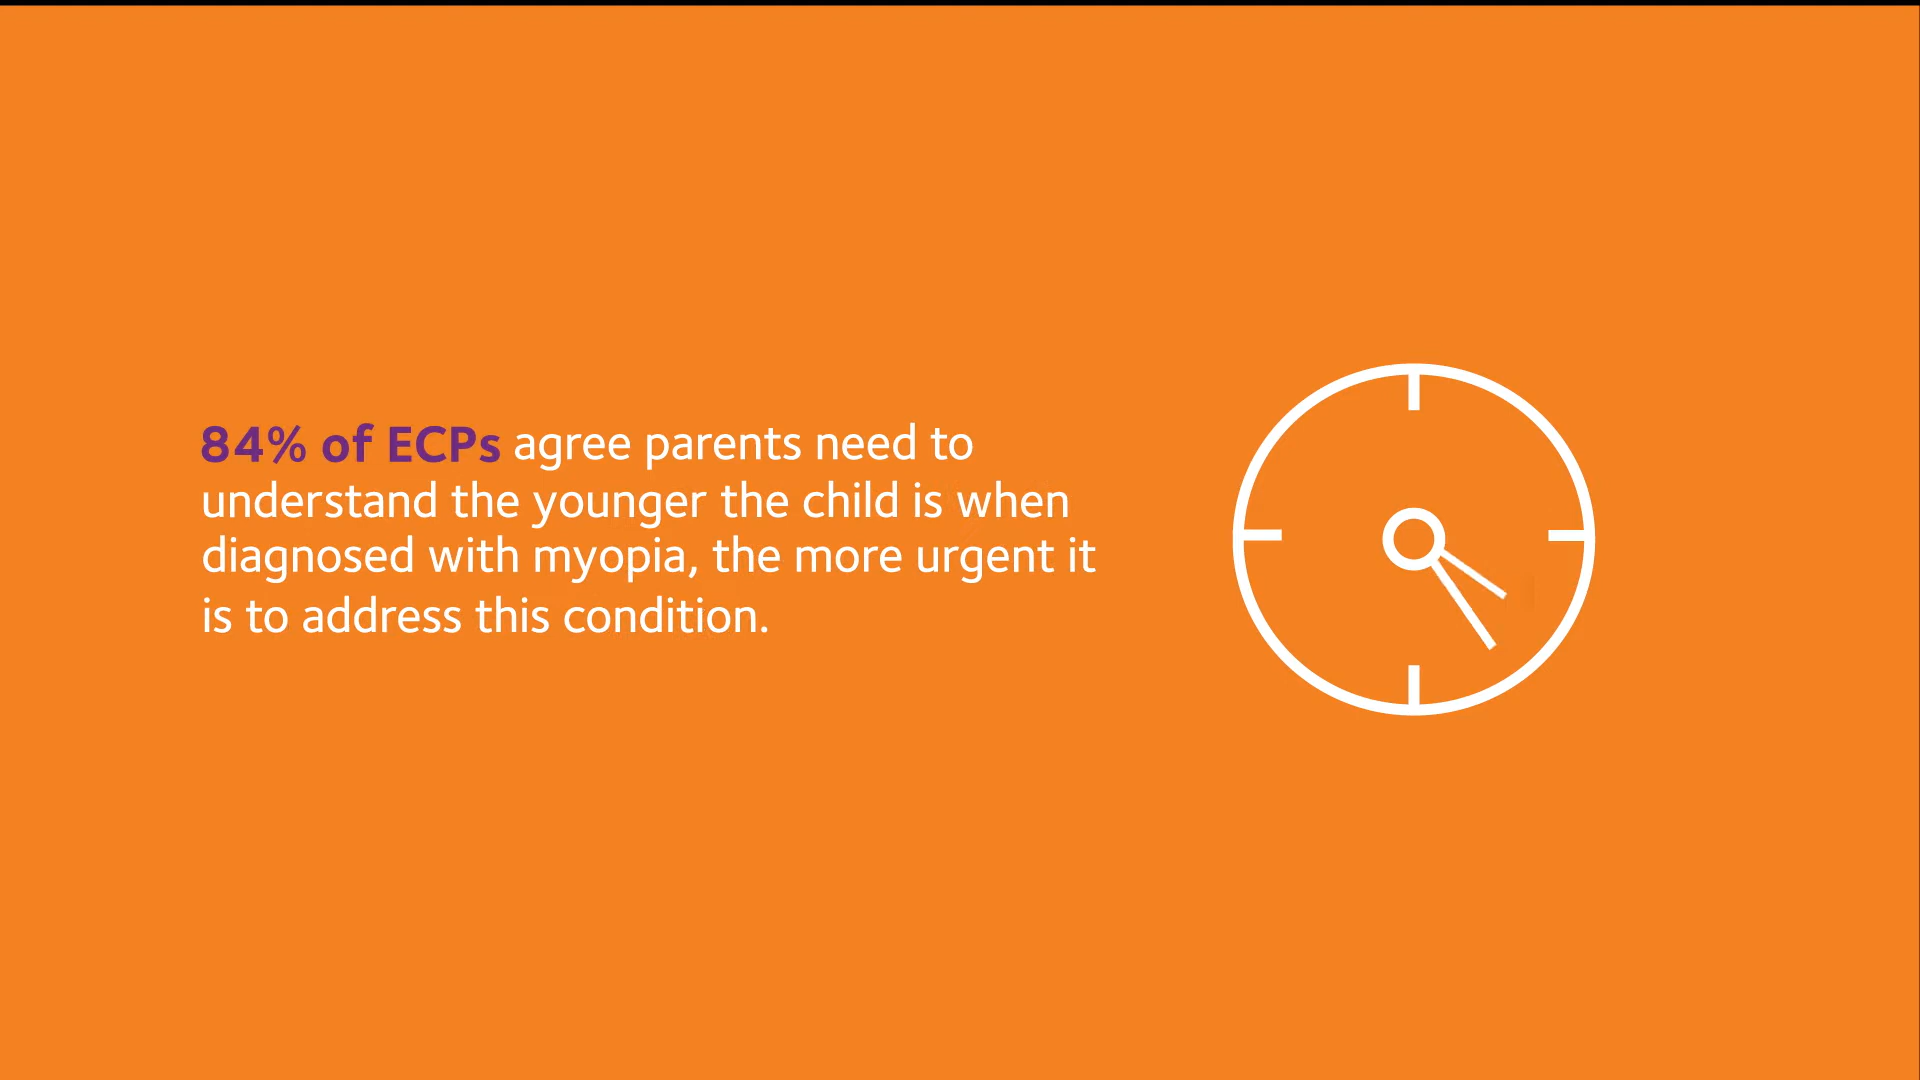 84% of ECPs agree parents need to
understand the younger the child is when
diagnosed with myopia, the more urgent it
is to address this condition.